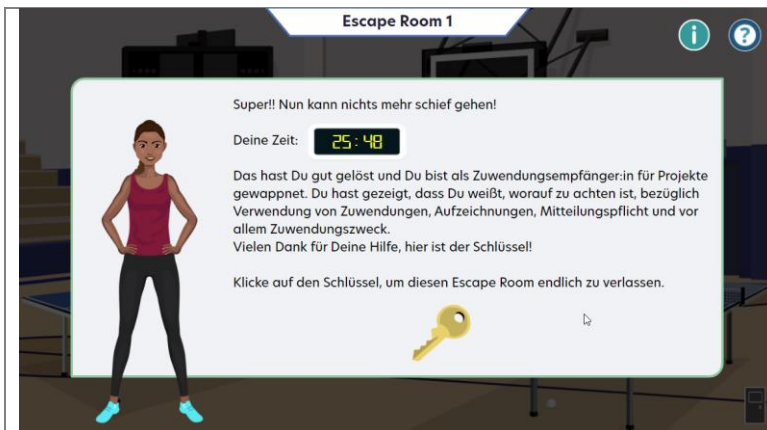 Escape Room 1
i
?
Super!! Nun kann nichts mehr schief gehen!
Deine Zeit: 25:48
Das hast Du gut gelöst und Du bist als Zuwendungsempfänger:in für Projekte
gewappnet. Du hast gezeigt, dass Du weißt, worauf zu achten ist, bezüglich
Verwendung von Zuwendungen, Aufzeichnungen, Mitteilungspflicht und vor
allem Zuwendungszweck.
Vielen Dank für Deine Hilfe, hier ist der Schlüssel!
Klicke auf den Schlüssel, um diesen Escape Room endlich zu verlassen.